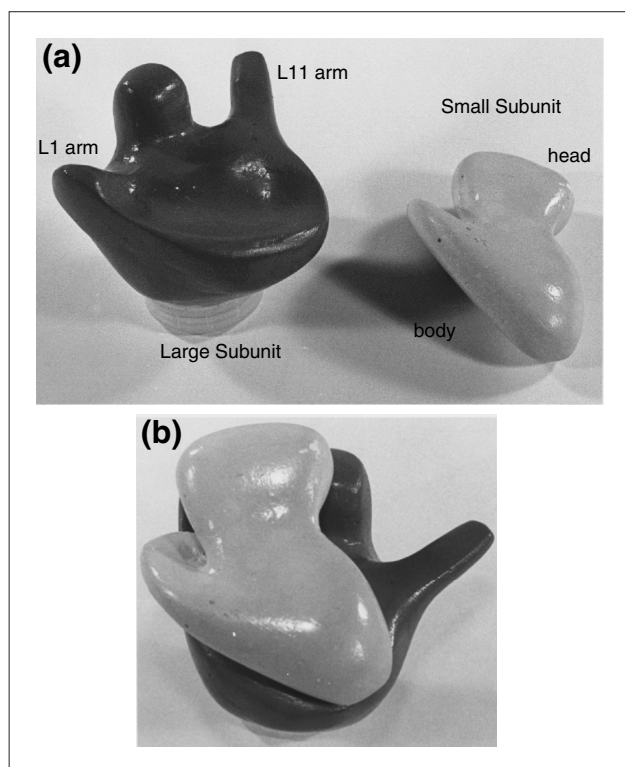 (a)
L11 arm
L1 arm
Small Subunit
head
body
Large Subunit
(b)